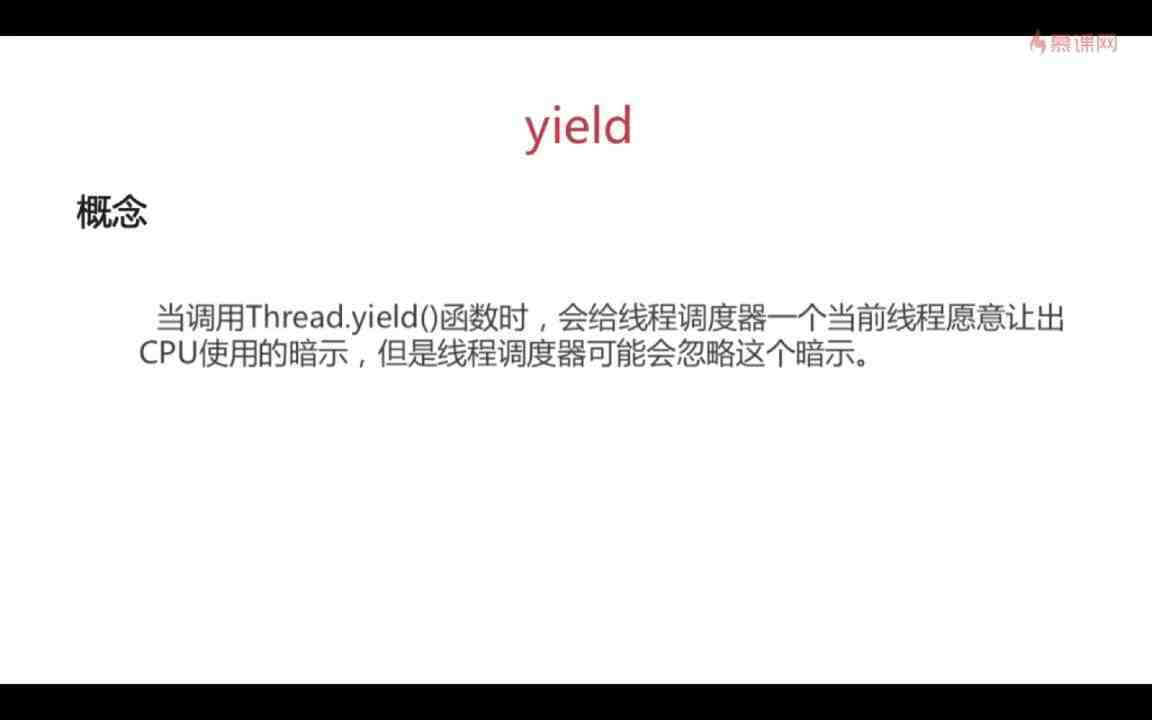 慕课网
yield
概念
当调用Thread.yield()函数时，会给线程调度器一个当前线程愿意让出
CPU使用的暗示，但是线程调度器可能会忽略这个暗示。